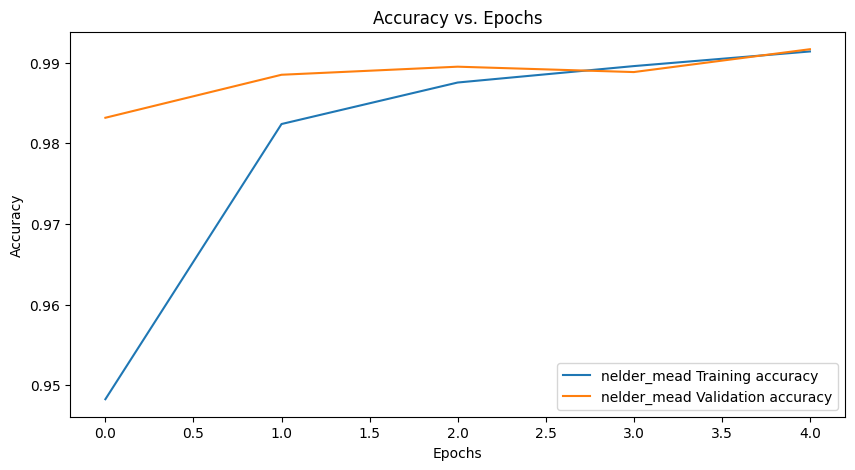 Accuracy vs. Epochs
Accuracy
0.99
0.98
0.97
0.96
0.95
nelder_mead Training accuracy
nelder_mead Validation accuracy
0.0 0.5 1.0 1.5 2.0 2.5 3.0 3.5 4.0
Epochs